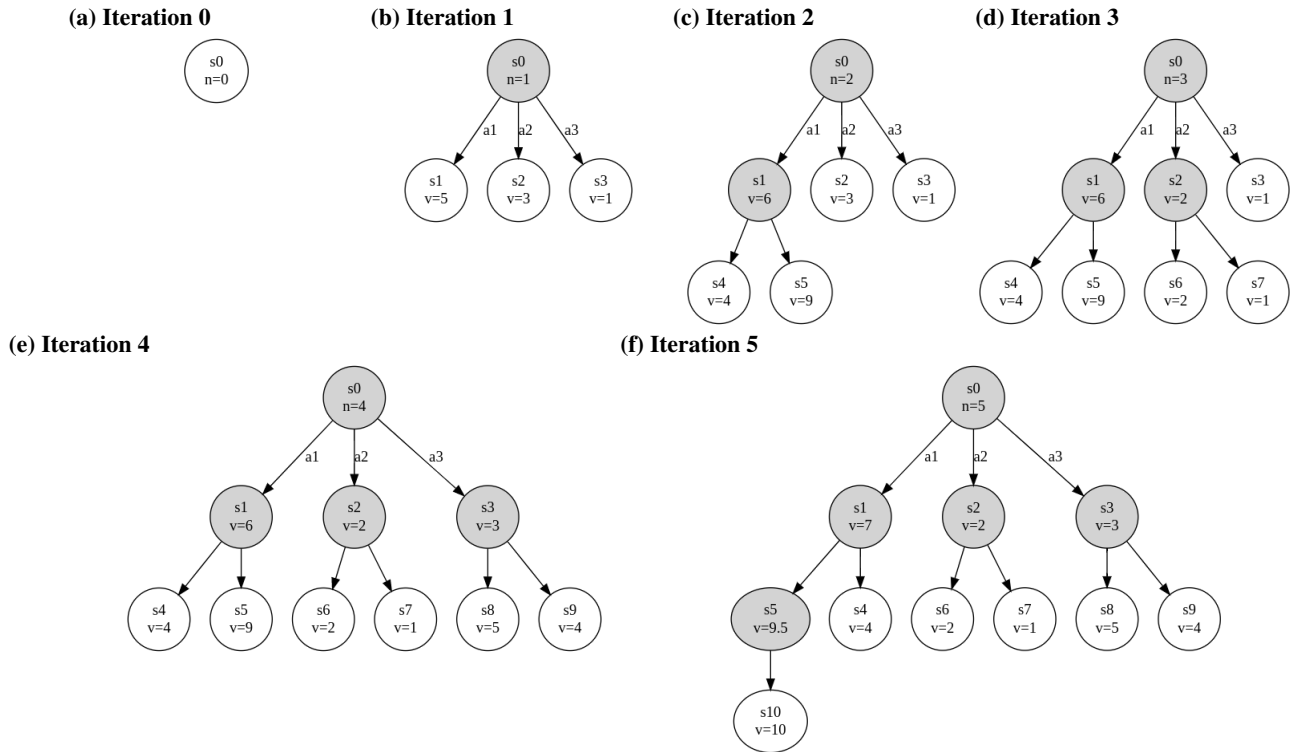 (a) Iteration 0
s0
n=0
(b) Iteration 1
s0
n=1
a1
a2
a3
s1
v=5
s2
v=3
s3
v=1
(c) Iteration 2
s0
n=2
a1
a2
a3
s1
v=6
s2
v=3
s3
v=1
s4
v=4
s5
v=9
(d) Iteration 3
s0
n=3
a1
a2
a3
s1
v=6
s2
v=2
s3
v=1
s4
v=4
s5
v=9
s6
v=2
s7
v=1
(e) Iteration 4
s0
n=4
a1
a2
a3
s1
v=6
s2
v=2
s3
v=3
s4
v=4
s5
v=9
s6
v=2
s7
v=1
s8
v=5
s9
v=4
(f) Iteration 5
s0
n=5
a1
a2
a3
s1
v=7
s2
v=2
s3
v=3
s5
v=9.5
s4
v=4
s6
v=2
s7
v=1
s8
v=5
s9
v=4
s10
v=10